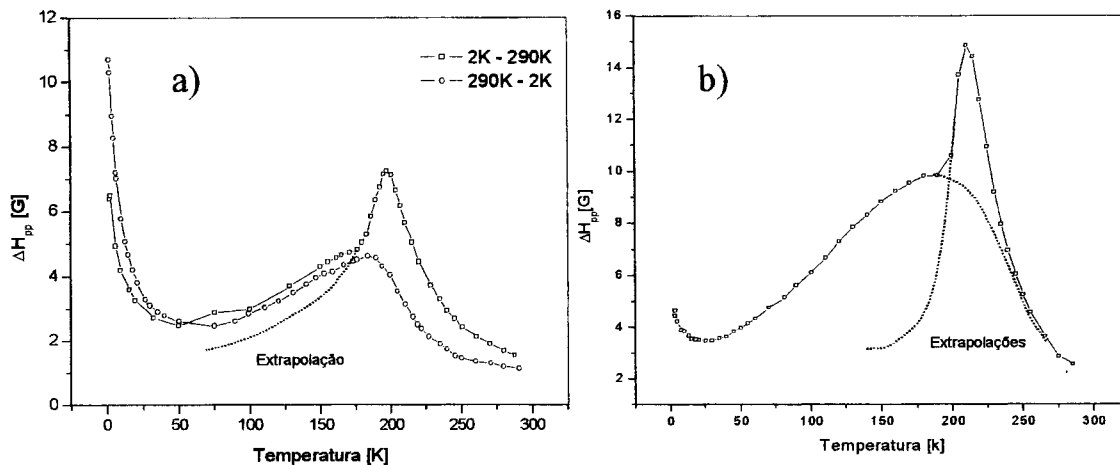 12
10
8
6
4
2
0
ΔHpp [G]
a)
2K - 290K
290K - 2K
Extrapolação
0 50 100 150 200 250 300
Temperatura [K]
16
14
12
10
8
6
4
2
ΔHpp [G]
b)
Extrapolações
0 50 100 150 200 250 300
Temperatura [k]